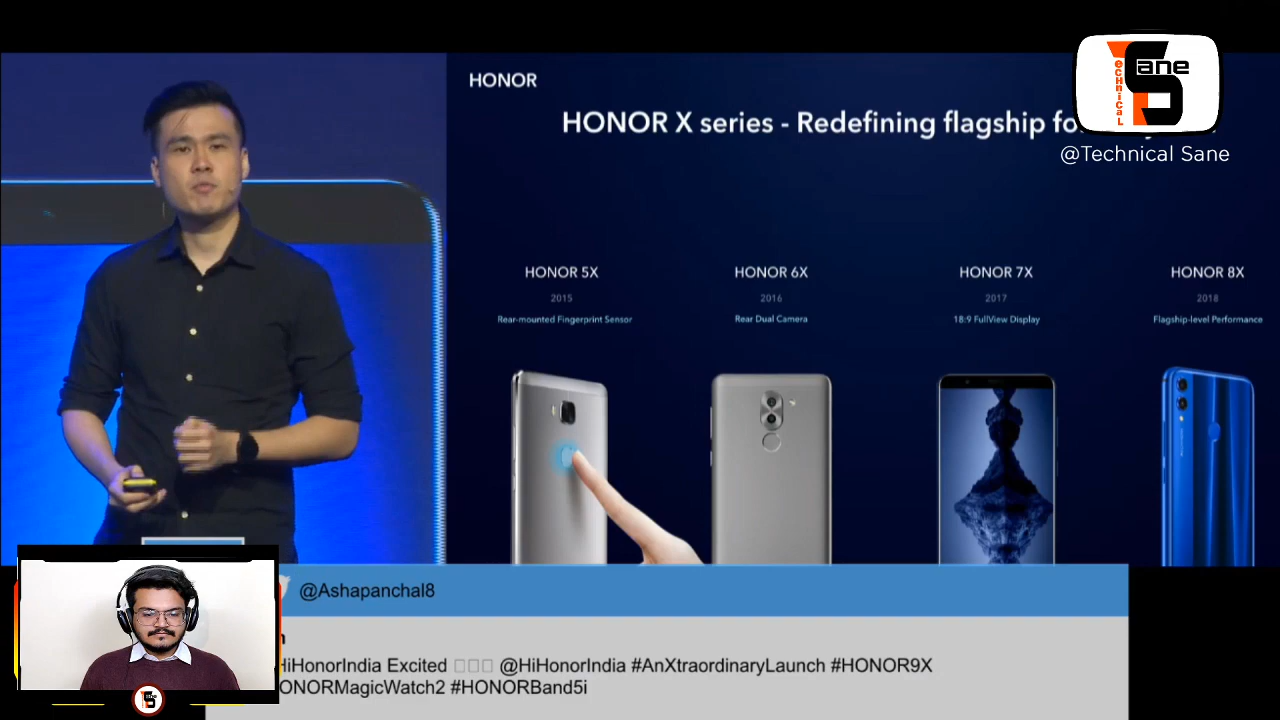 HONOR
HONOR X series - Redefining flagship
@Technical Sane
Technical Sane
HONOR 5X
HONOR 6X
HONOR 7X
HONOR 8X
2015
2016
2017
2018
Rear-mounted Fingerprint Sensor
Rear Dual Camera
18:9 FullView Display
Flagship-level Performance
@Ashapanchal8
HiHonorIndia Excited @HiHonorIndia #AnXtraordinaryLaunch #HONOR9X
ONORMagicWatch2 #HONORBand5i